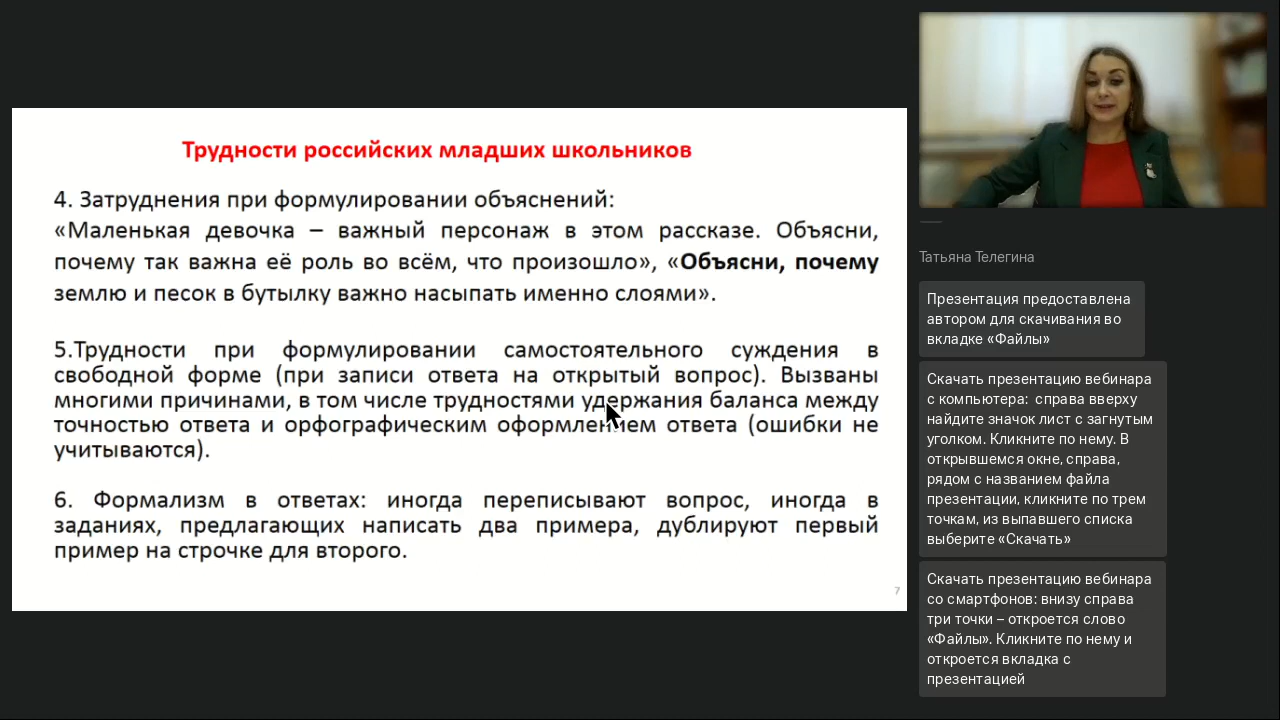 Трудности российских младших школьников
4. Затруднения при формулировании объяснений:
«Маленькая девочка – важный персонаж в этом рассказе. Объясни,
почему так важна её роль во всём, что произошло», «Объясни, почему
землю и песок в бутылку важно насыпать именно слоями».
5.Трудности при формулировании самостоятельного суждения в
свободной форме (при записи ответа на открытый вопрос). Вызваны
многими причинами, в том числе трудностями удержания баланса между
точностью ответа и орфографическим оформлением ответа (ошибки не
учитываются).
6. Формализм в ответах: иногда переписывают вопрос, иногда в
заданиях, предлагающих написать два примера, дублируют первый
пример на строчке для второго.
7
Татьяна Телегина
Презентация предоставлена
автором для скачивания во
вкладке «Файлы»
Скачать презентацию вебинара
с компьютера: справа вверху
найдите значок лист с загнутым
уголком. Кликните по нему. В
открывшемся окне, справа,
рядом с названием файла
презентации, кликните по трем
точкам, из выпавшего списка
выберите «Скачать»
Скачать презентацию вебинара
со смартфонов: внизу справа
три точки – откроется слово
«Файлы». Кликните по нему и
откроется вкладка с
презентацией